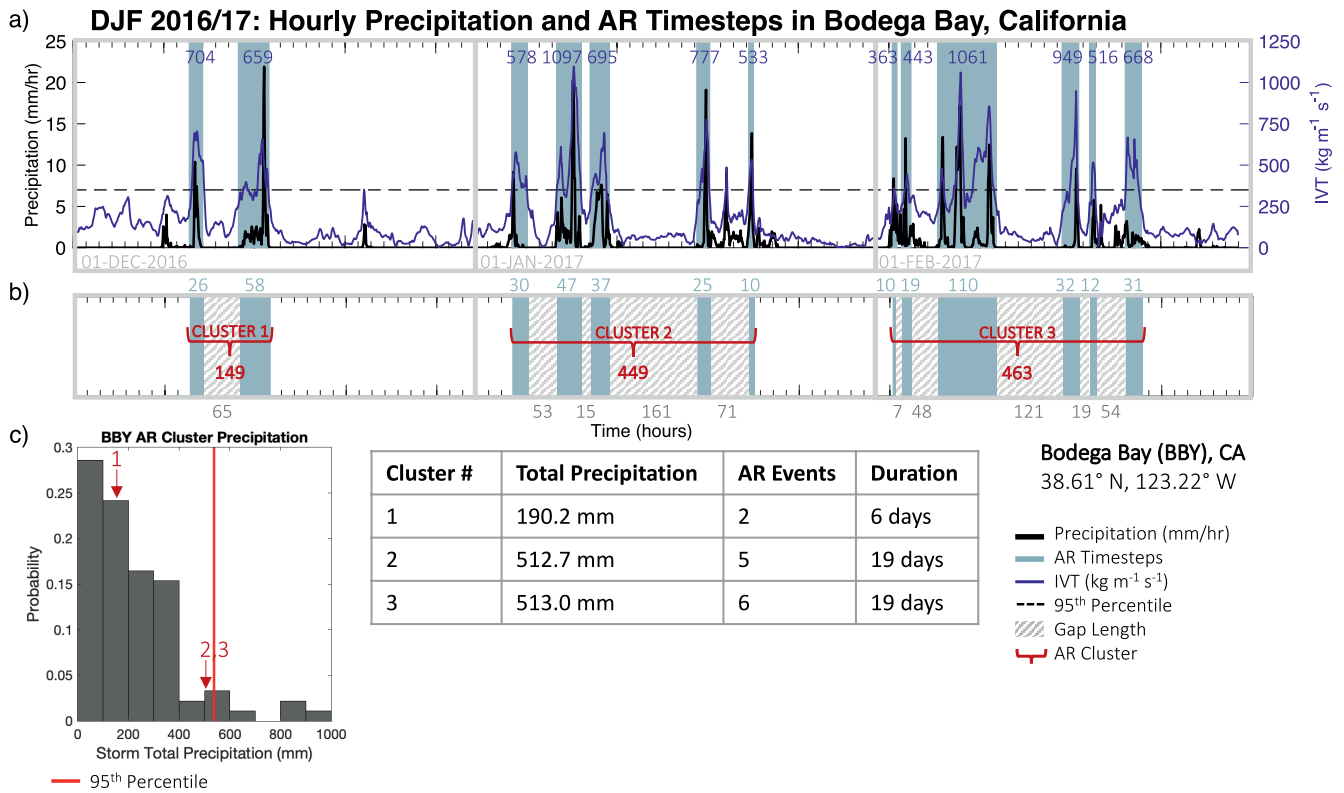 a) DJF 2016/17: Hourly Precipitation and AR Timesteps in Bodega Bay, California
Precipitation (mm/hr)
25
20
15
10
5
0
704 659 578 1097 695 777 533 363 443 1061 949 516 668
1250
1000
750
500
250
0
IVT (kg m⁻¹ s⁻¹)
01-DEC-2016 01-JAN-2017 01-FEB-2017
b)
26 58 30 47 37 25 10 10 19 110 32 12 31
CLUSTER 1 CLUSTER 2 CLUSTER 3
149 449 463
65 53 15 161 71 7 48 121 19 54
Time (hours)
c)
BBY AR Cluster Precipitation
Probability
0.3
0.25
0.2
0.15
0.1
0.05
0
1
2,3
0 200 400 600 800 1000
Storm Total Precipitation (mm)
95th Percentile
Cluster # Total Precipitation AR Events Duration
1 190.2 mm 2 6 days
2 512.7 mm 5 19 days
3 513.0 mm 6 19 days
Bodega Bay (BBY), CA
38.61° N, 123.22° W
Precipitation (mm/hr)
AR Timesteps
IVT (kg m⁻¹ s⁻¹)
95th Percentile
Gap Length
AR Cluster